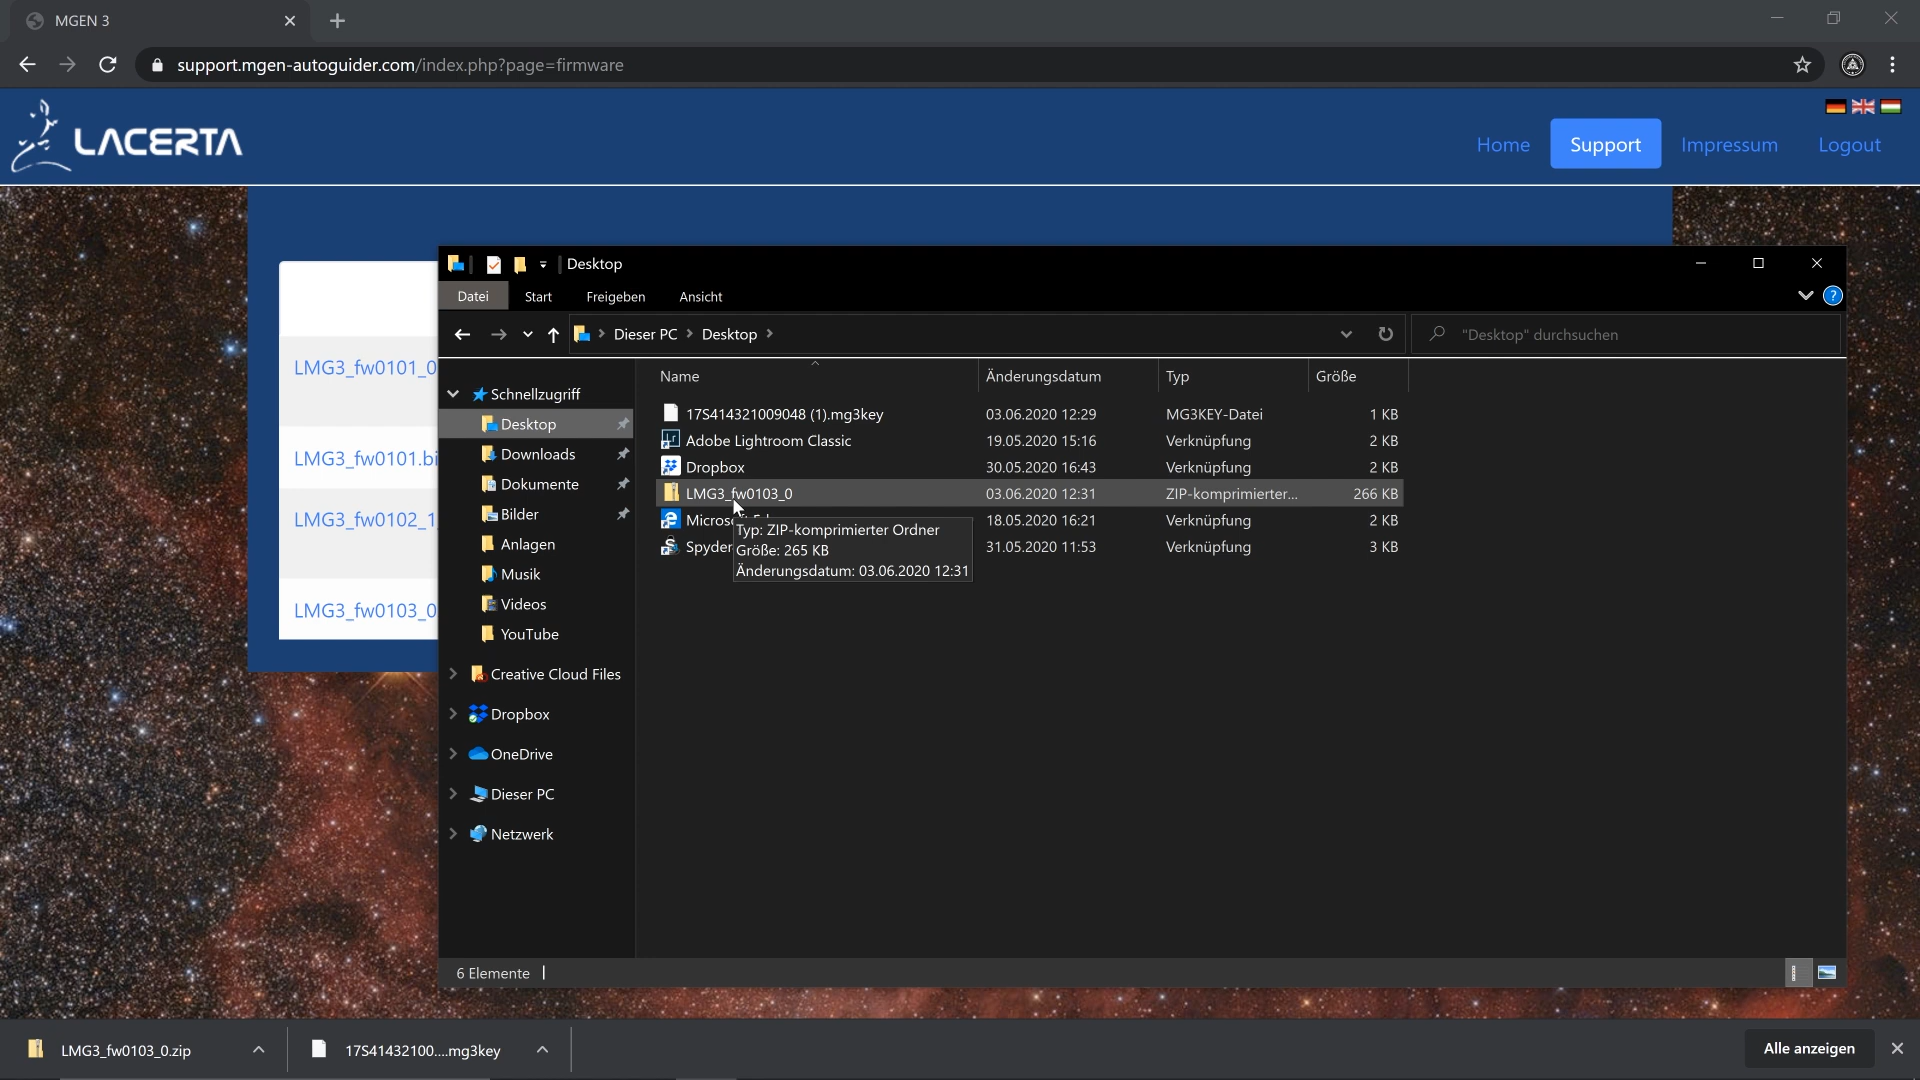 MGEN 3
support.mgen-autoguider.com/index.php?page=firmware
LACERTA
Home
Support
Impressum
Logout
LMG3_fw0101_0
LMG3_fw0101.bi
LMG3_fw0102_1
LMG3_fw0103_0
Desktop
Datei
Start
Freigeben
Ansicht
?
Dieser PC
Desktop
"Desktop" durchsuchen
Schnellzugriff
Desktop
Downloads
Dokumente
Bilder
Anlagen
Musik
Videos
YouTube
Creative Cloud Files
Dropbox
OneDrive
Dieser PC
Netzwerk
Name Änderungsdatum Typ Größe
17S414321009048 (1).mg3key 03.06.2020 12:29 MG3KEY-Datei 1 KB
Adobe Lightroom Classic 19.05.2020 15:16 Verknüpfung 2 KB
Dropbox 30.05.2020 16:43 Verknüpfung 2 KB
LMG3_fw0103_0 03.06.2020 12:31 ZIP-komprimierter... 266 KB
18.05.2020 16:21 Verknüpfung 2 KB
Spyder 31.05.2020 11:53 Verknüpfung 3 KB
Typ: ZIP-komprimierter Ordner
Größe: 265 KB
Änderungsdatum: 03.06.2020 12:31
6 Elemente
LMG3_fw0103_0.zip
17S41432100....mg3key
Alle anzeigen